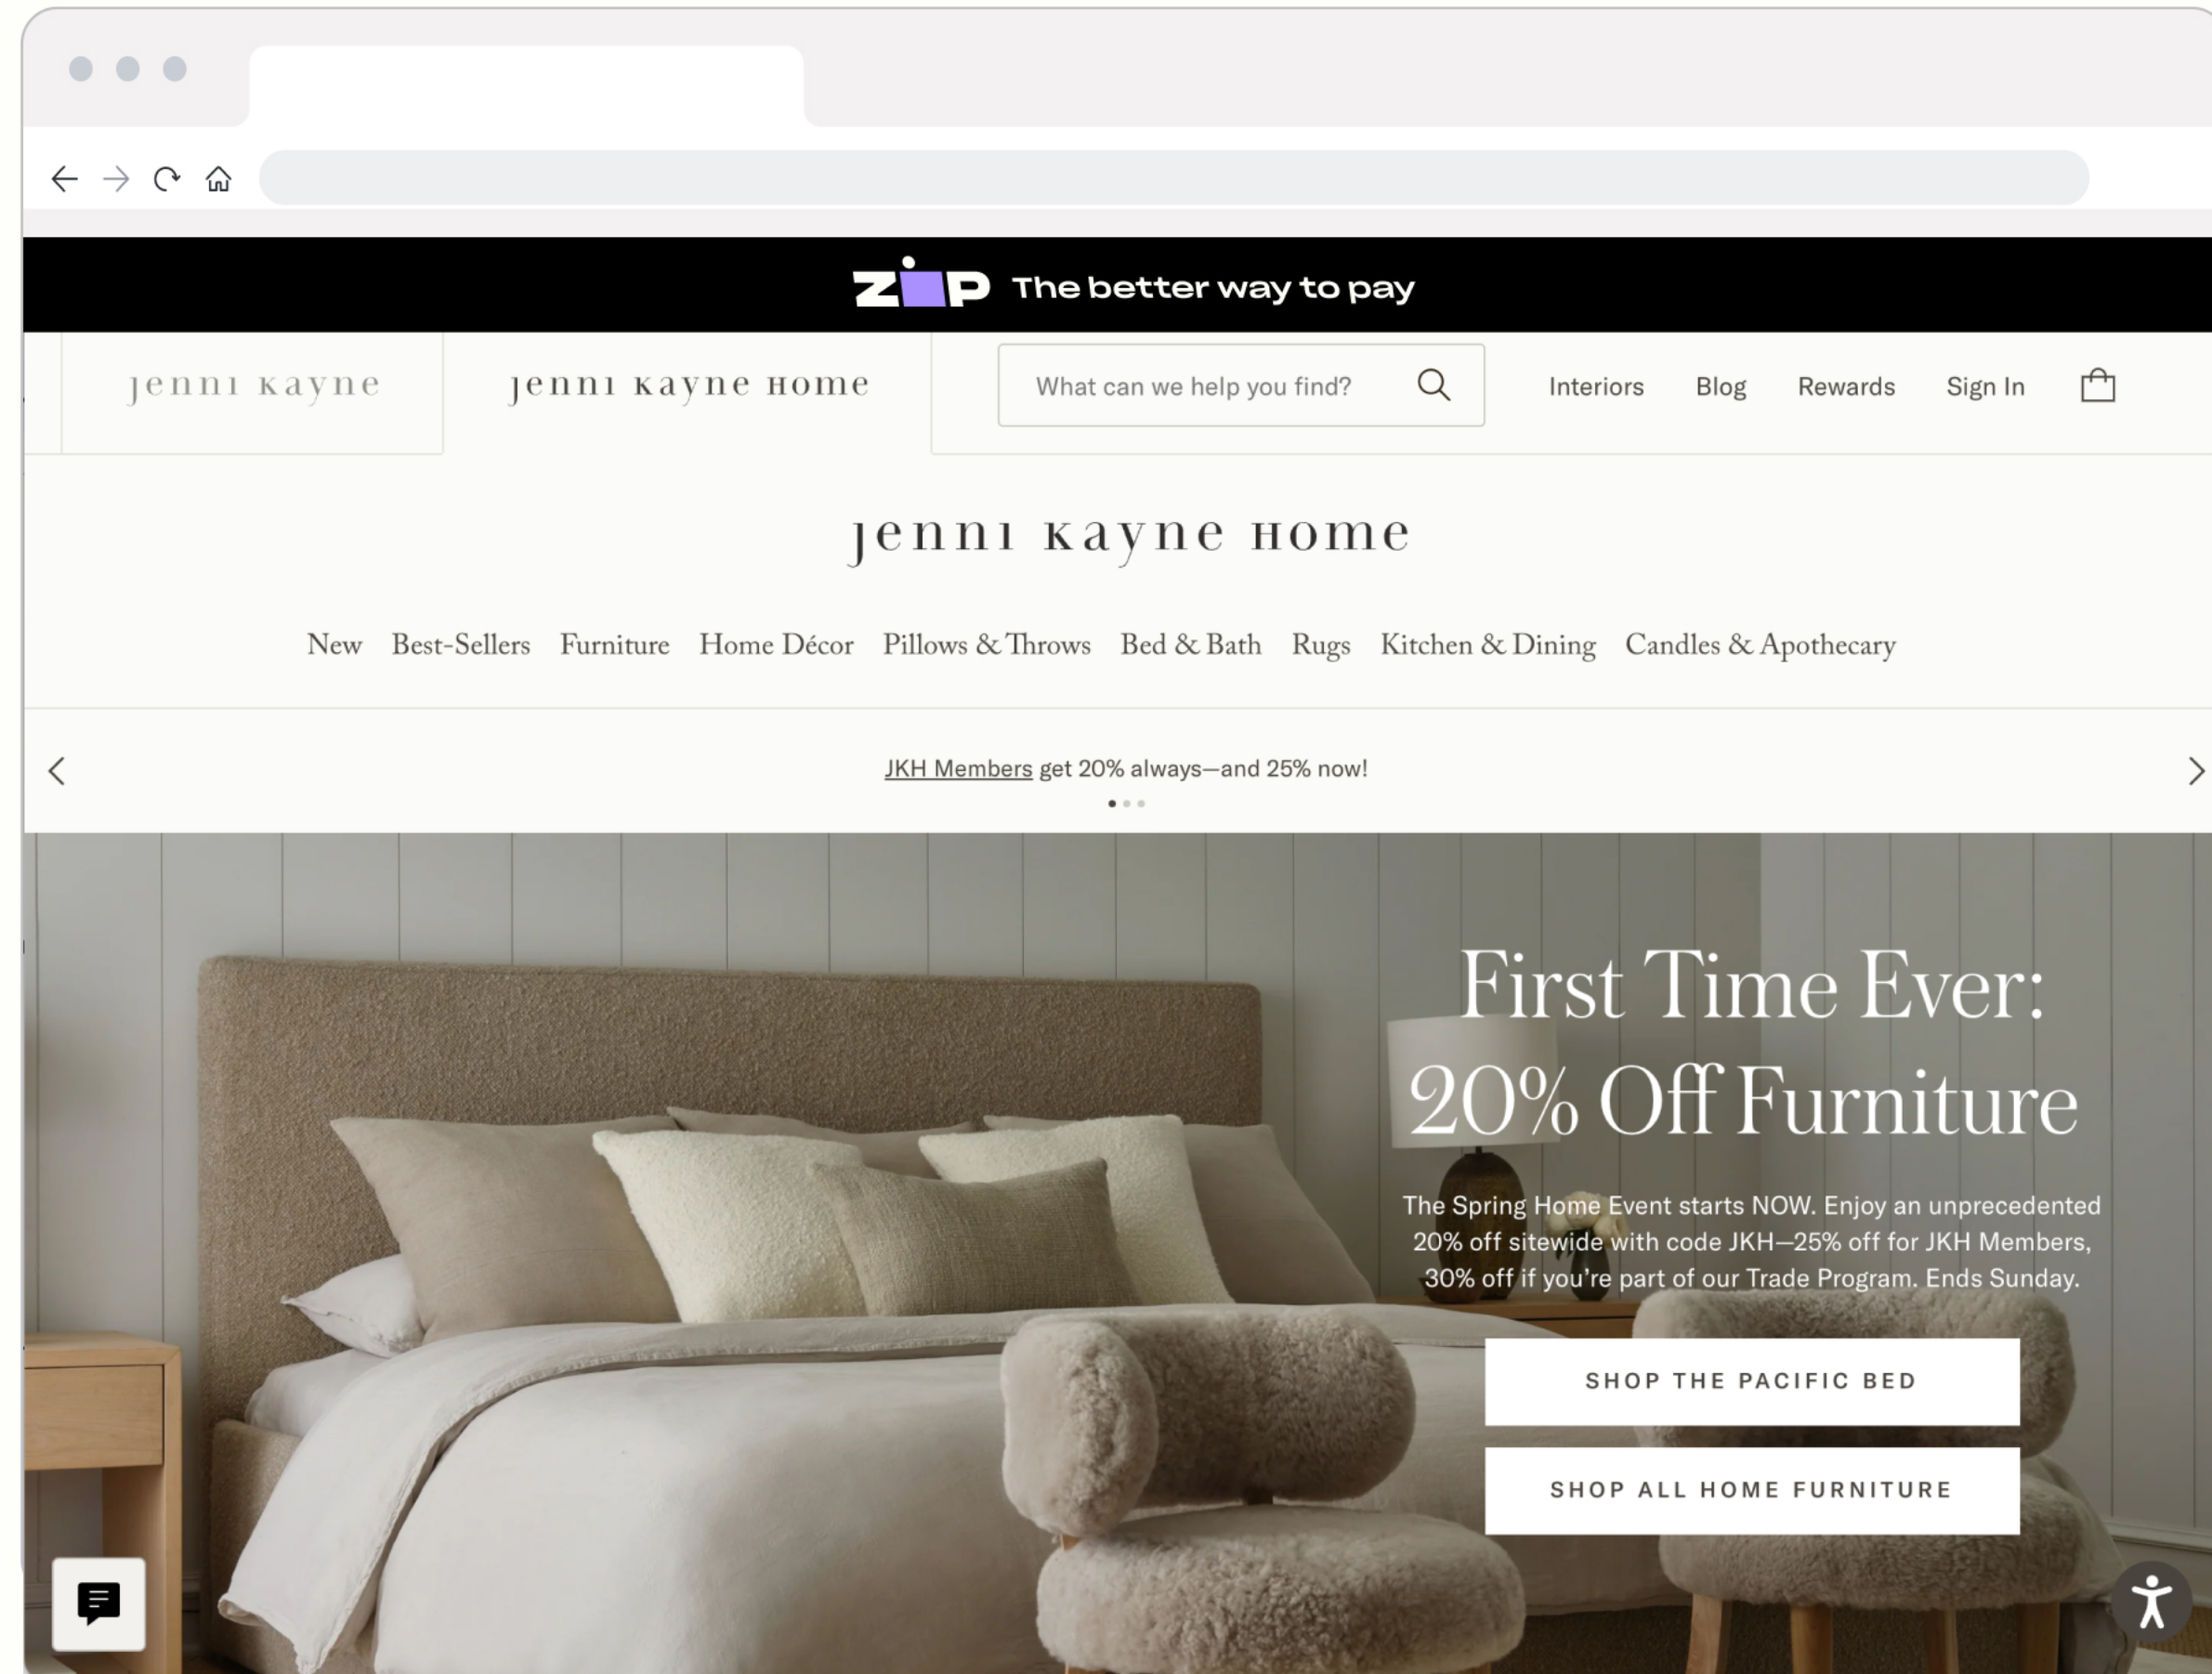 zip The better way to pay
jenni kayne
jenni kayne home
What can we help you find?
Interiors
Blog
Rewards
Sign In
jenni kayne home
New
Best-Sellers
Furniture
Home Décor
Pillows & Throws
Bed & Bath
Rugs
Kitchen & Dining
Candles & Apothecary
JKH Members get 20% always—and 25% now!
First Time Ever:
20% Off Furniture
The Spring Home Event starts NOW. Enjoy an unprecedented
20% off sitewide with code JKH—25% off for JKH Members,
30% off if you’re part of our Trade Program. Ends Sunday.
SHOP THE PACIFIC BED
SHOP ALL HOME FURNITURE